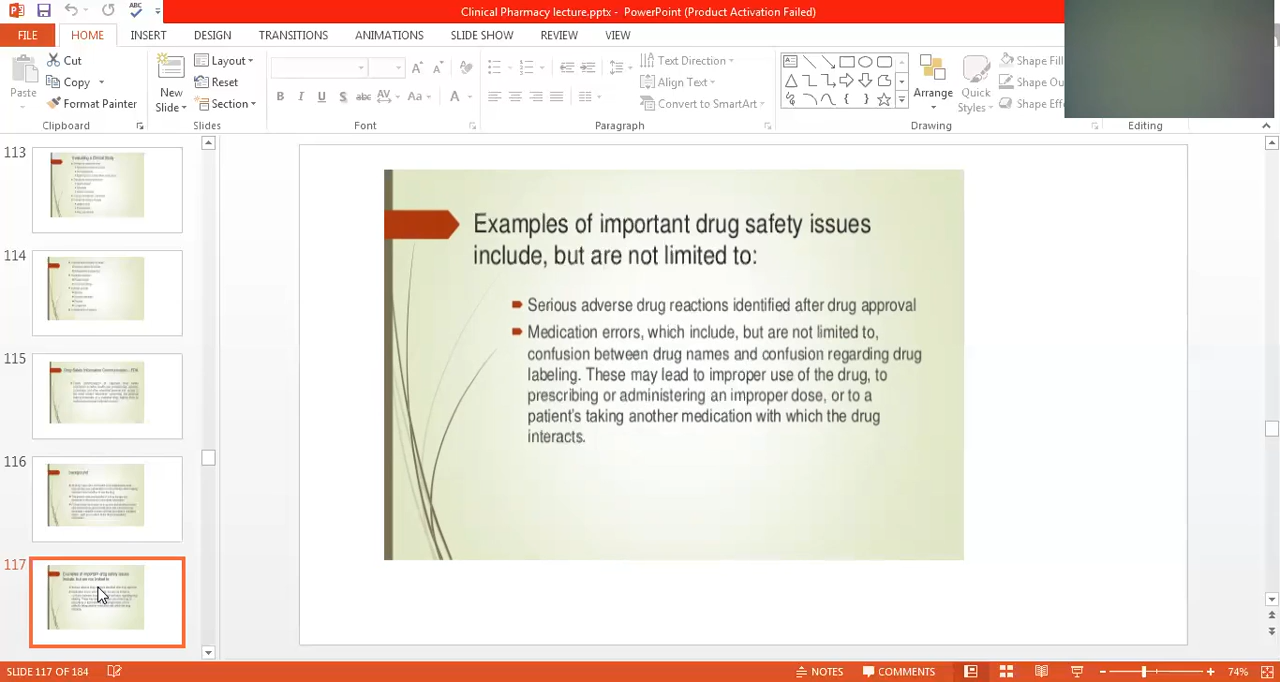 Clinical Pharmacy lecture.pptx - PowerPoint (Product Activation Failed)
FILE HOME INSERT DESIGN TRANSITIONS ANIMATIONS SLIDE SHOW REVIEW VIEW
Paste
Cut
Copy
Format Painter
Clipboard
New
Slide
Layout
Reset
Section
Slides
B I U S abc AV Aa A
Font
Text Direction
Align Text
Convert to SmartArt
Paragraph
Arrange
Quick
Styles
Shape Fill
Shape Ou
Shape Eff
Drawing
Editing
113
114
115
116
117
Examples of important drug safety issues
include, but are not limited to:
Serious adverse drug reactions identified after drug approval
Medication errors, which include, but are not limited to,
confusion between drug names and confusion regarding drug
labeling. These may lead to improper use of the drug, to
prescribing or administering an improper dose, or to a
patient's taking another medication with which the drug
interacts.
SLIDE 117 OF 184
NOTES
COMMENTS
74%